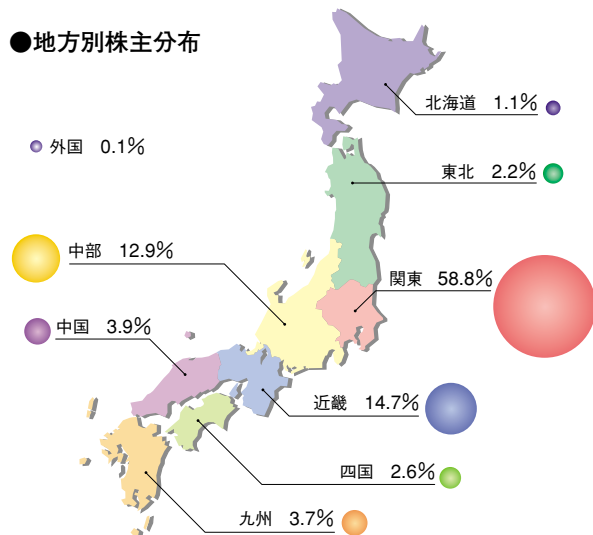 ●地方別株主分布
北海道 1.1%
外国 0.1%
東北 2.2%
中部 12.9%
関東 58.8%
中国 3.9%
近畿 14.7%
四国 2.6%
九州 3.7%